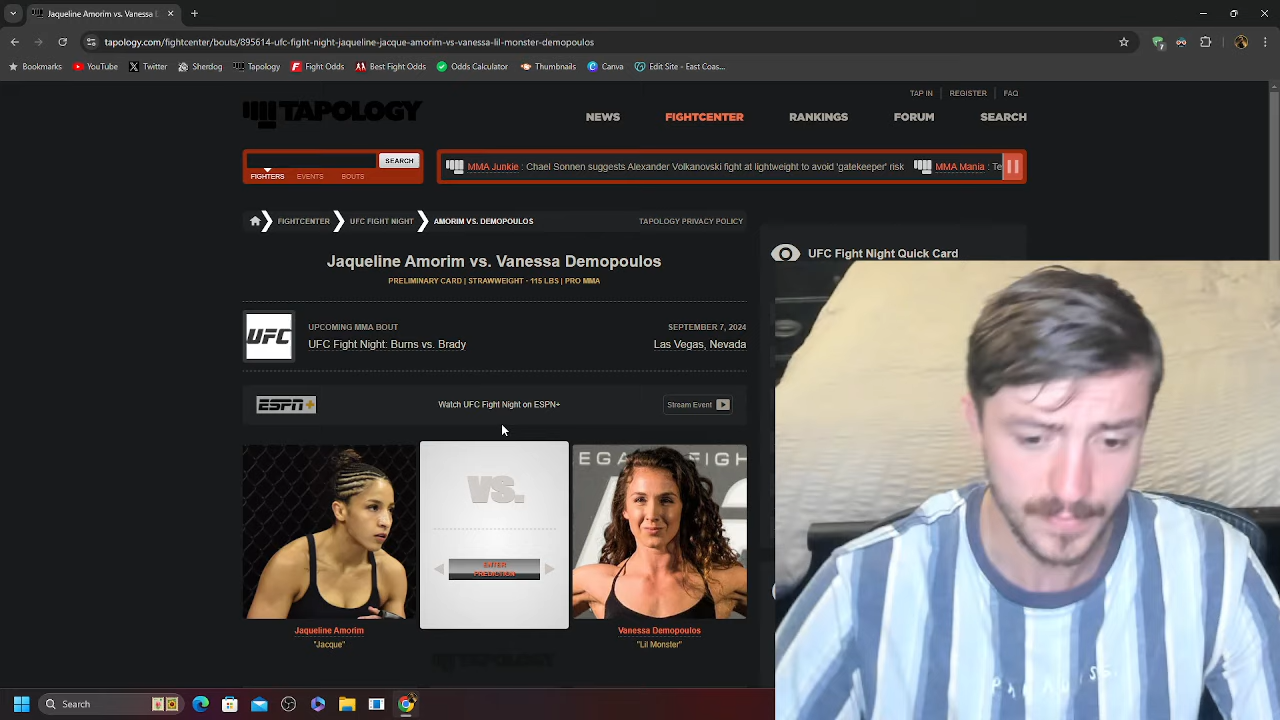 Jaqueline Amorim vs. Vanessa D
tapology.com/fightcenter/bouts/895614-ufc-fight-night-jaqueline-jacque-amorim-vs-vanessa-lil-monster-demopoulos
Bookmarks YouTube Twitter Sherdog Tapology Fight Odds Best Fight Odds Odds Calculator Thumbnails Canva Edit Site - East Coas...
TAP IN REGISTER FAQ
TAPOLOGY
NEWS FIGHTCENTER RANKINGS FORUM SEARCH
SEARCH
FIGHTERS EVENTS BOUTS
MMA Junkie : Chael Sonnen suggests Alexander Volkanovski fight at lightweight to avoid 'gatekeeper' risk MMA Mania : Te
FIGHTCENTER UFC FIGHT NIGHT AMORIM VS. DEMOPOULOS TAPOLOGY PRIVACY POLICY
Jaqueline Amorim vs. Vanessa Demopoulos
PRELIMINARY CARD | STRAWWEIGHT · 115 LBS | PRO MMA
UFC Fight Night Quick Card
UFC
UPCOMING MMA BOUT
UFC Fight Night: Burns vs. Brady
SEPTEMBER 7, 2024
Las Vegas, Nevada
ESPN+
Watch UFC Fight Night on ESPN+
Stream Event
EGA FIGH
VS.
ENTER
PREDICTION
Jaqueline Amorim
"Jacque"
Vanessa Demopoulos
"Lil Monster"
TAPOLOGY
Search